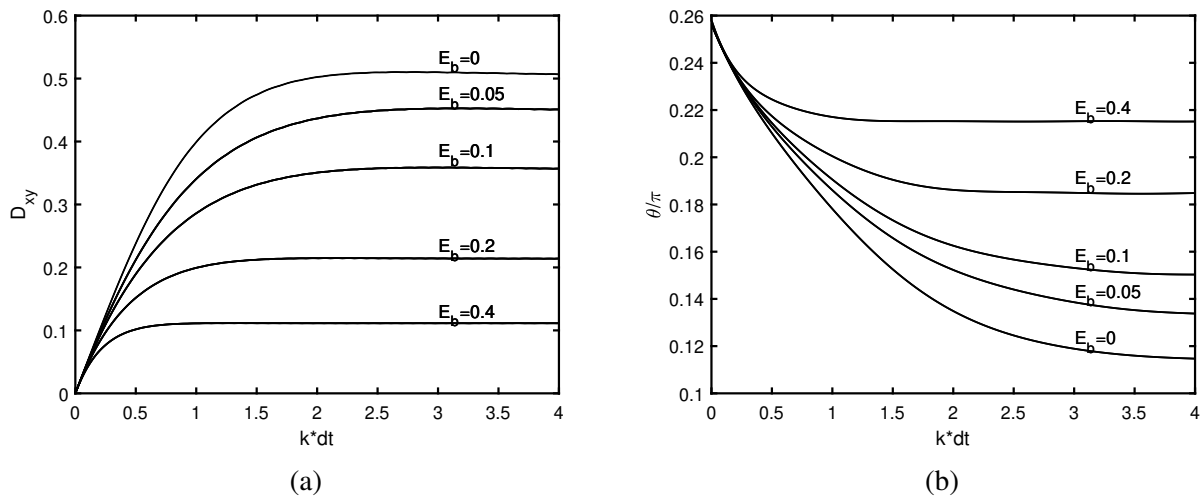 0.6
0.5
0.4
0.3
0.2
0.1
0
D_xy
E_b=0
E_b=0.05
E_b=0.1
E_b=0.2
E_b=0.4
0 0.5 1 1.5 2 2.5 3 3.5 4
k*dt
(a)
0.26
0.24
0.22
0.2
0.18
0.16
0.14
0.12
0.1
θ/π
E_b=0.4
E_b=0.2
E_b=0.1
E_b=0.05
E_b=0
0 0.5 1 1.5 2 2.5 3 3.5 4
k*dt
(b)